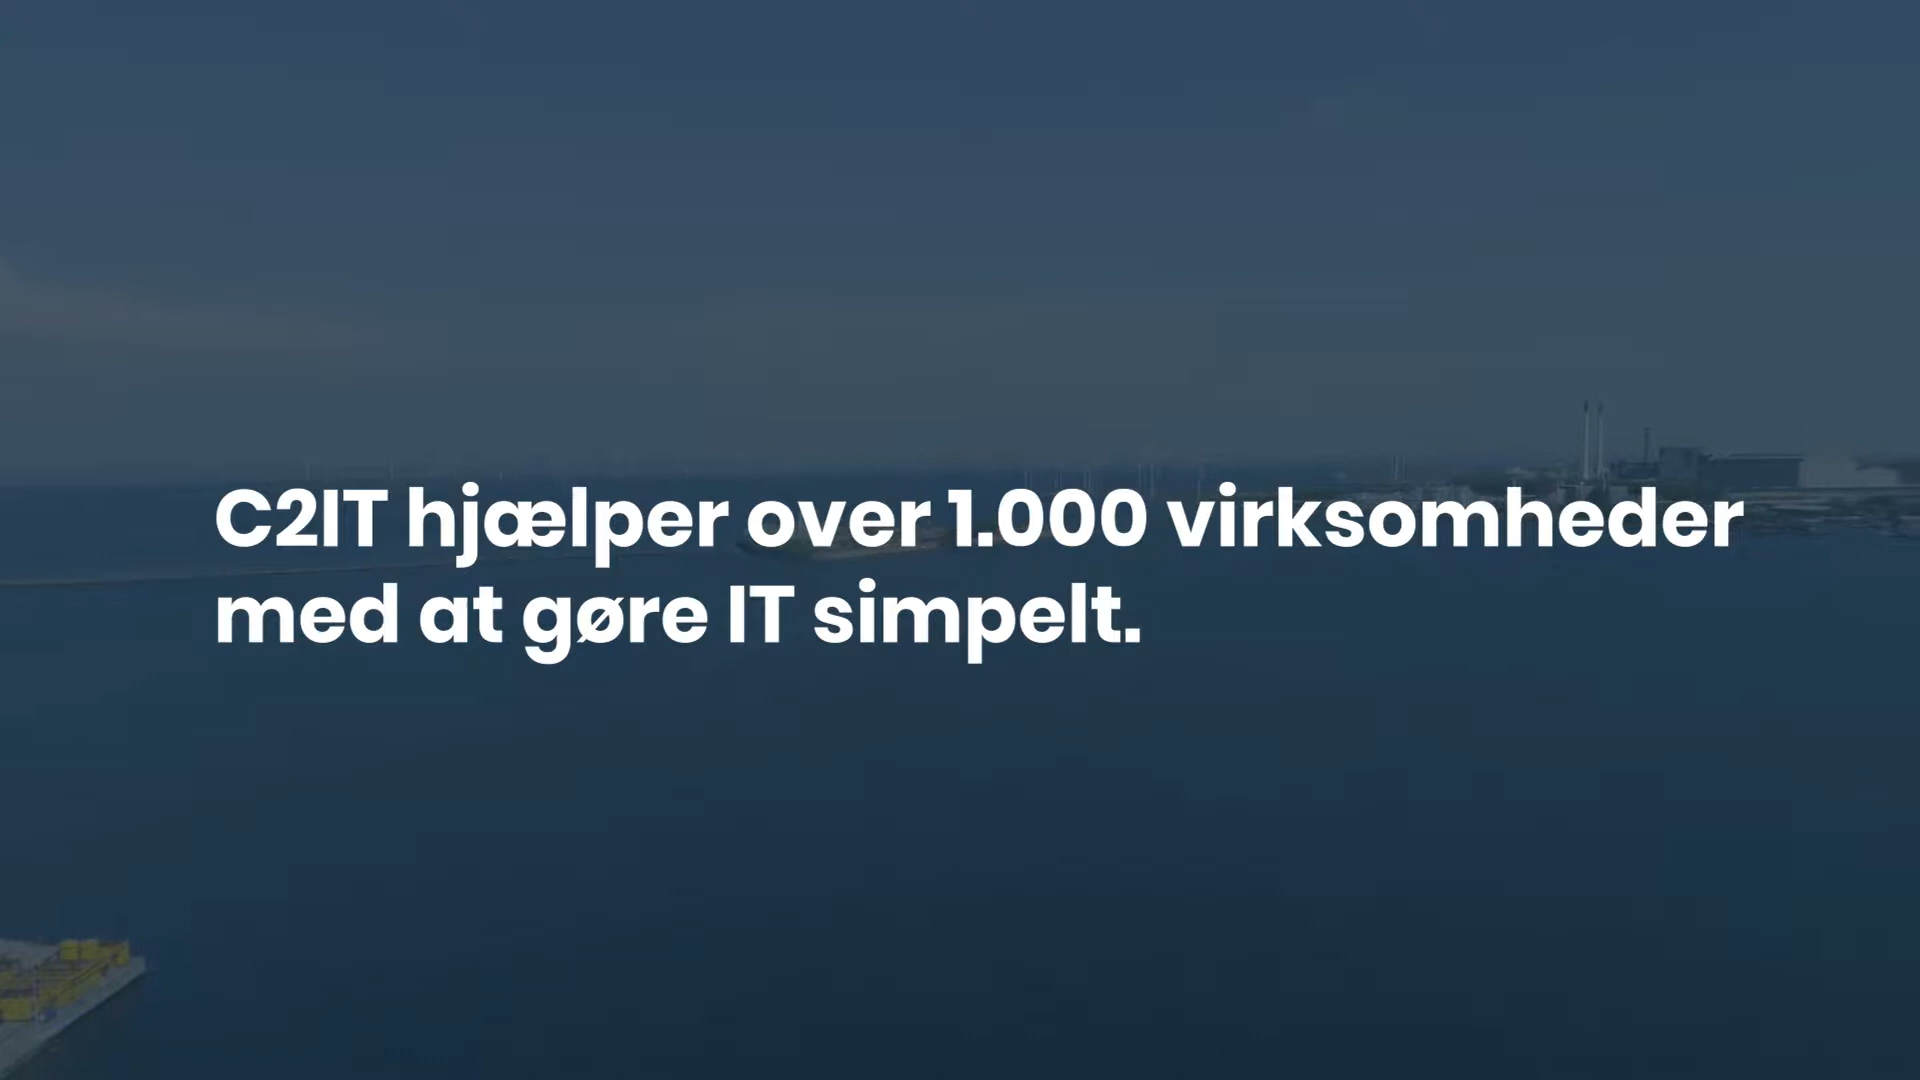 C2IT hjælper over 1.000 virksomheder
med at gøre IT simpelt.